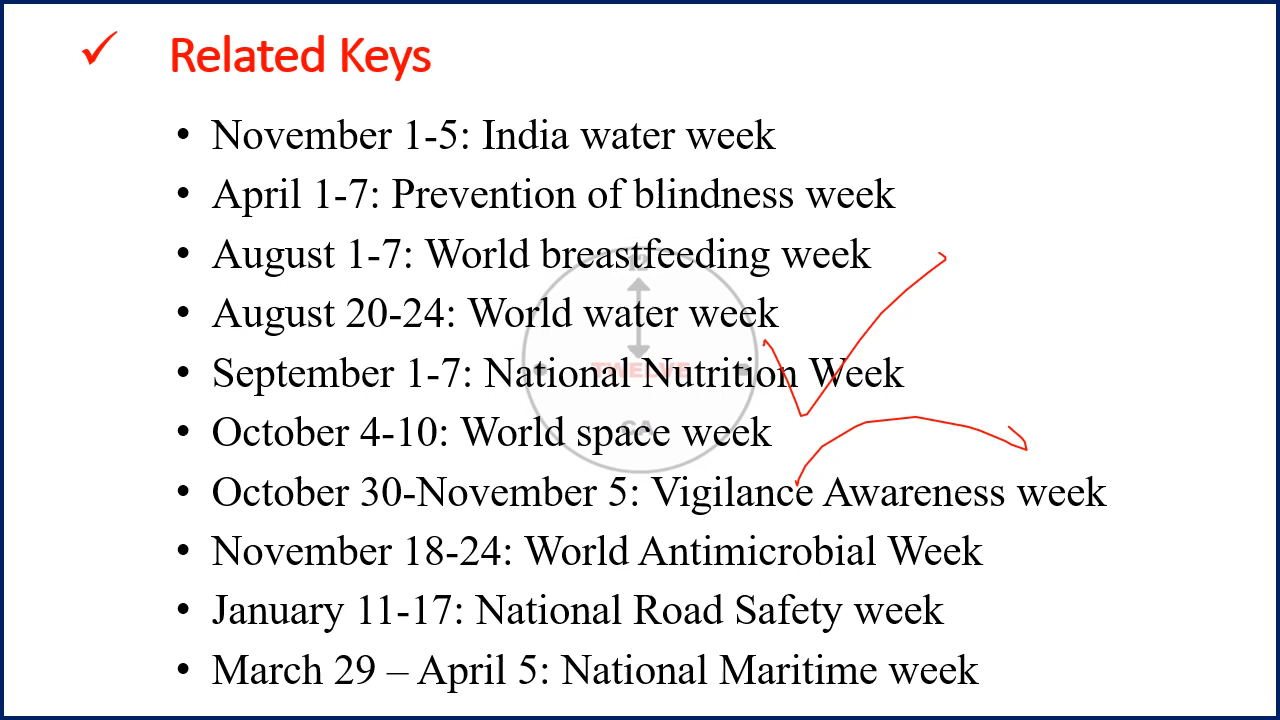 ✓ Related Keys
• November 1-5: India water week
• April 1-7: Prevention of blindness week
• August 1-7: World breastfeeding week
• August 20-24: World water week
• September 1-7: National Nutrition Week
• October 4-10: World space week
• October 30-November 5: Vigilance Awareness week
• November 18-24: World Antimicrobial Week
• January 11-17: National Road Safety week
• March 29 – April 5: National Maritime week
12
TWELVE
CA